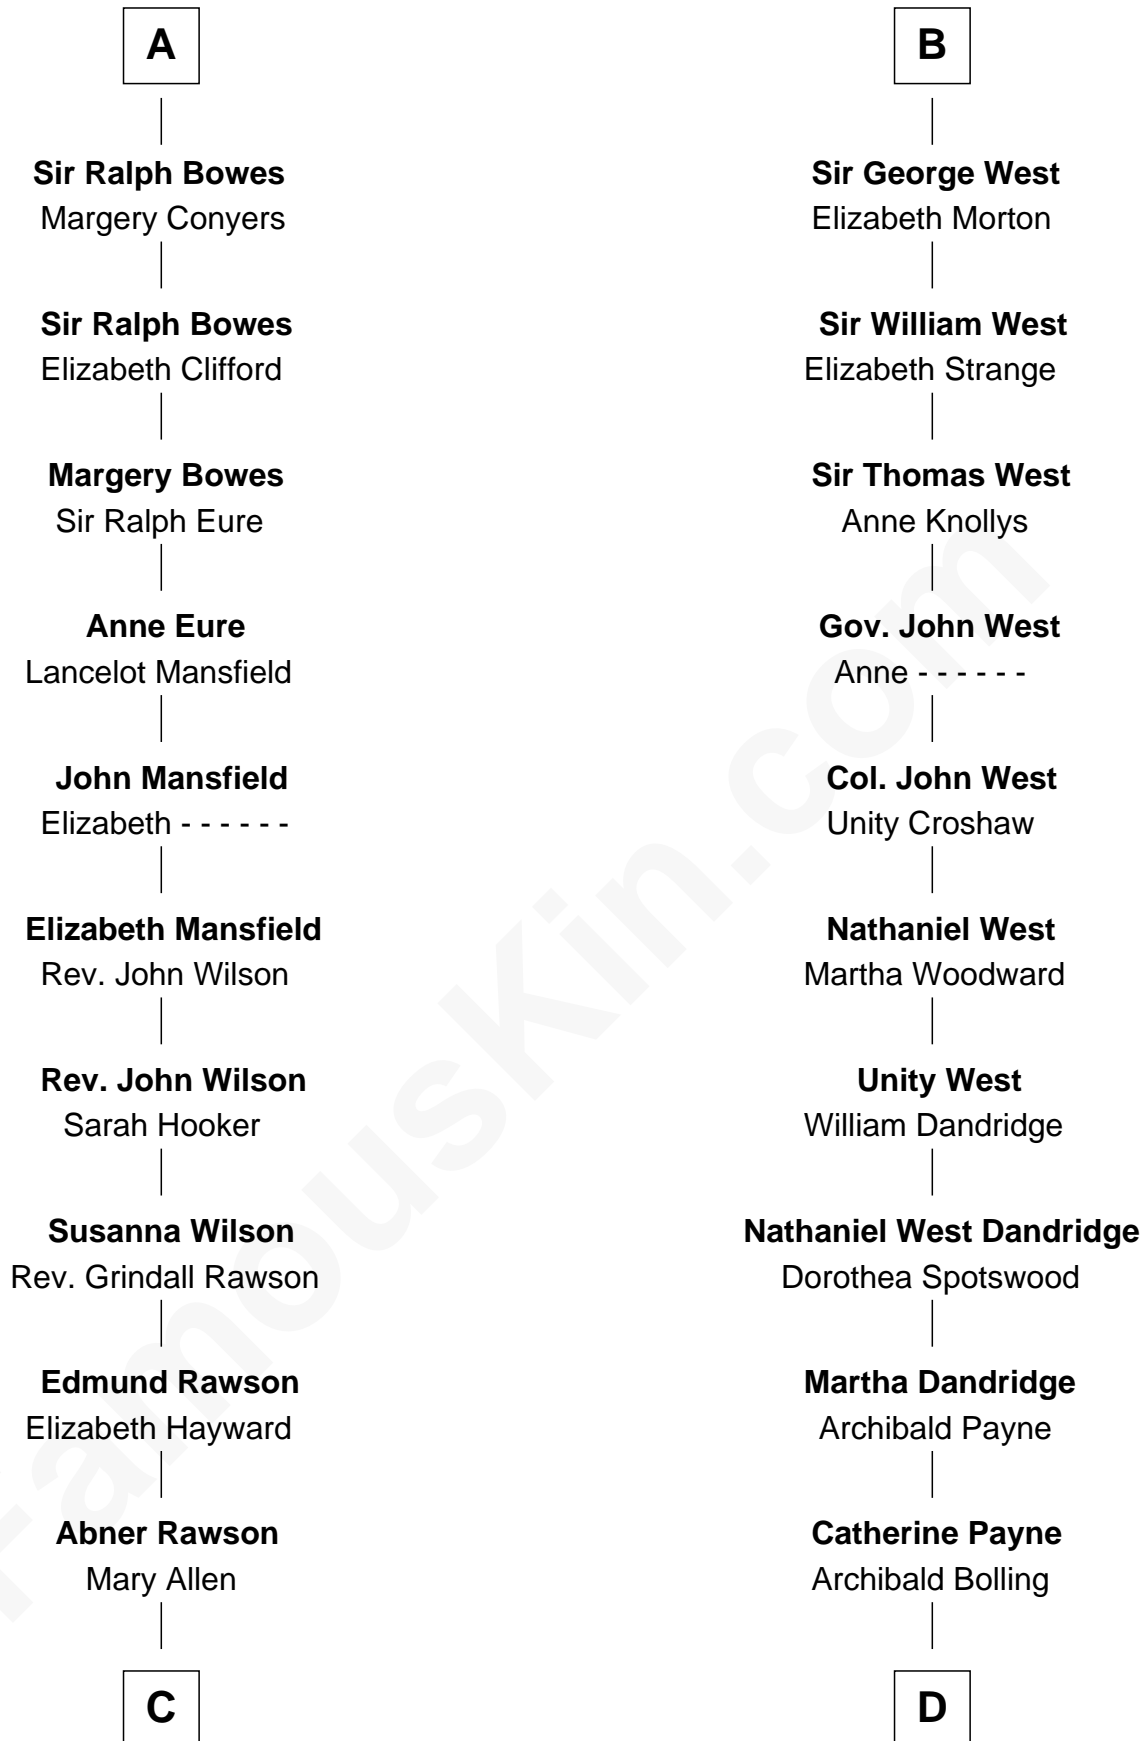 A
Sir Ralph Bowes
Margery Conyers
Sir Ralph Bowes
Elizabeth Clifford
Margery Bowes
Sir Ralph Eure
Anne Eure
Lancelot Mansfield
John Mansfield
Elizabeth - - - - - -
Elizabeth Mansfield
Rev. John Wilson
Rev. John Wilson
Sarah Hooker
Susanna Wilson
Rev. Grindall Rawson
Edmund Rawson
Elizabeth Hayward
Abner Rawson
Mary Allen
C
B
Sir George West
Elizabeth Morton
Sir William West
Elizabeth Strange
Sir Thomas West
Anne Knollys
Gov. John West
Anne - - - - - -
Col. John West
Unity Croshaw
Nathaniel West
Martha Woodward
Unity West
William Dandridge
Nathaniel West Dandridge
Dorothea Spotswood
Martha Dandridge
Archibald Payne
Catherine Payne
Archibald Bolling
D
FamousKin.com